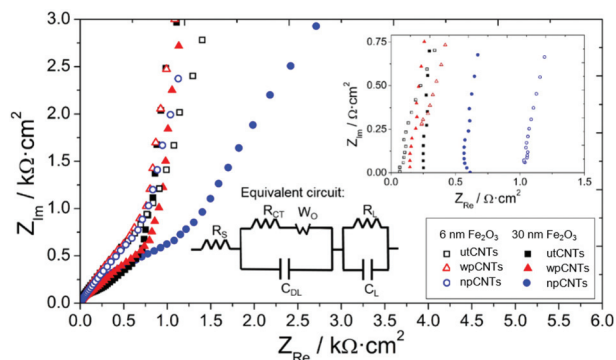 3.0
2.5
2.0
1.5
1.0
0.5
0.0
Z_Im / kΩ·cm²
0.0 0.5 1.0 1.5 2.0 2.5 3.0 3.5 4.0 4.5 5.0 5.5 6.0
Z_Re / kΩ·cm²
0.75
0.50
0.25
0.00
Z_Im / Ω·cm²
0.0 0.5 1.0 1.5
Z_Re / Ω·cm²
Equivalent circuit:
R_S
R_CT
W_O
C_DL
R_L
C_L
6 nm Fe₂O₃ 30 nm Fe₂O₃
utCNTs utCNTs
wpCNTs wpCNTs
npCNTs npCNTs